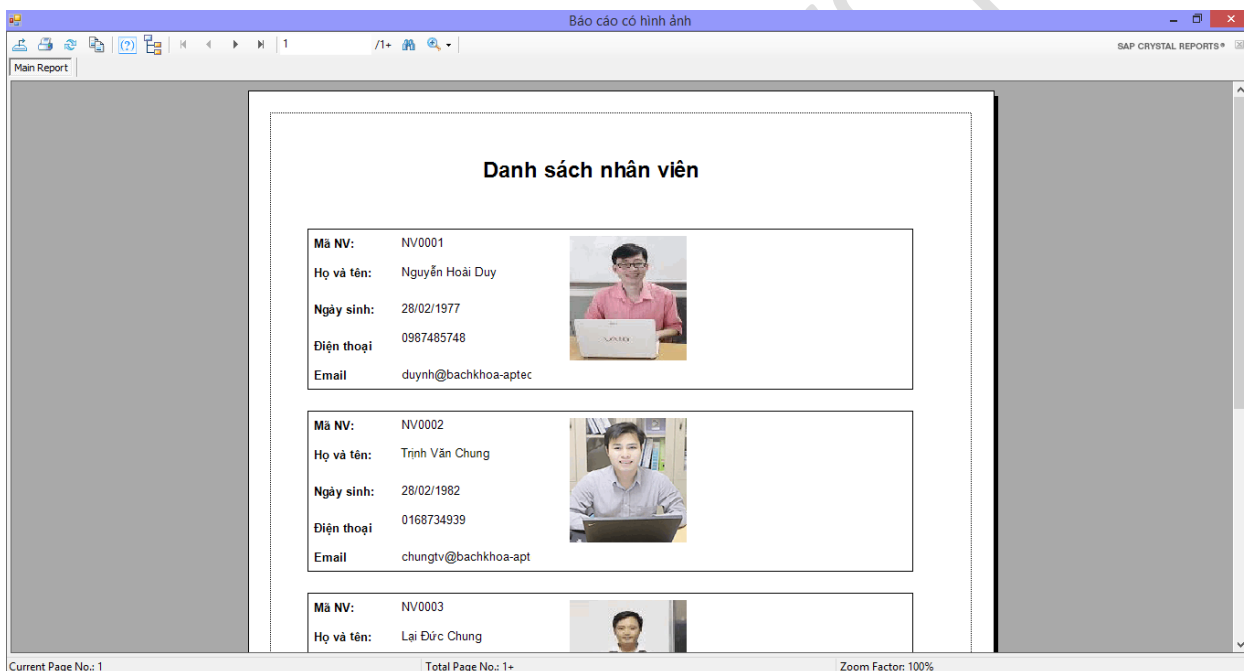 Báo cáo có hình ảnh
1 /1+ SAP CRYSTAL REPORTS®
Main Report
Danh sách nhân viên
Mã NV: NV0001
Họ và tên: Nguyễn Hoài Duy
Ngày sinh: 28/02/1977
Điện thoại 0987485748
Email duynh@bachkhoa-aptec
VAIO
Mã NV: NV0002
Họ và tên: Trịnh Văn Chung
Ngày sinh: 28/02/1982
Điện thoại 0168734939
Email chungtv@bachkhoa-apt
Mã NV: NV0003
Họ và tên: Lại Đức Chung
Current Page No.: 1 Total Page No.: 1+ Zoom Factor: 100%